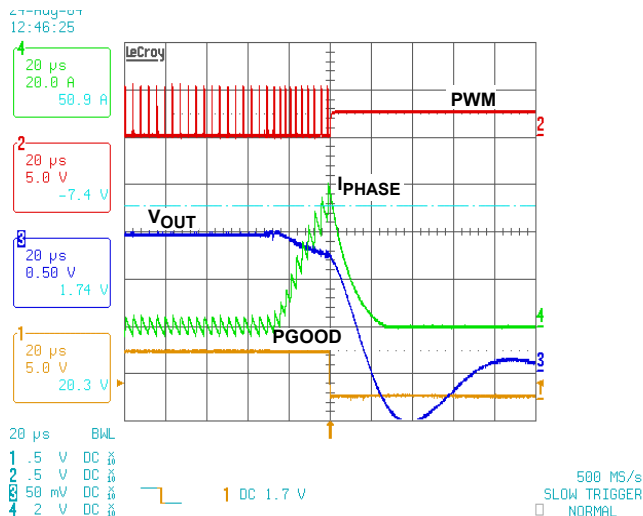 24-Aug-04
12:46:25
4
20 µs
20.0 A
50.9 A
2
20 µs
5.0 V
-7.4 V
3
20 µs
0.50 V
1.74 V
1
20 µs
5.0 V
20.3 V
LeCroy
PWM
2
IPHASE
VOUT
4
PGOOD
3
1
20 µs BWL
1 .5 V DC X10
2 .5 V DC X10
3 50 mV DC X10
4 2 V DC X10
1 DC 1.7 V
500 MS/s
SLOW TRIGGER
NORMAL